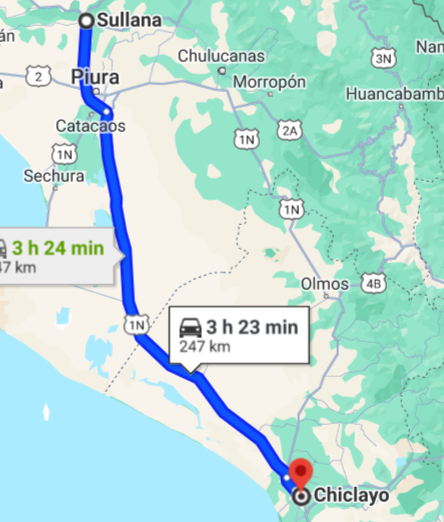 Sullana
án
Nan
Chulucanas
3N
2
Piura
Morropón
Huancabamb
a
Catacaos
1N
2A
1N
Sechura
1N
3 h 24 min
47 km
Olmos
4B
1N
3 h 23 min
247 km
Chiclayo